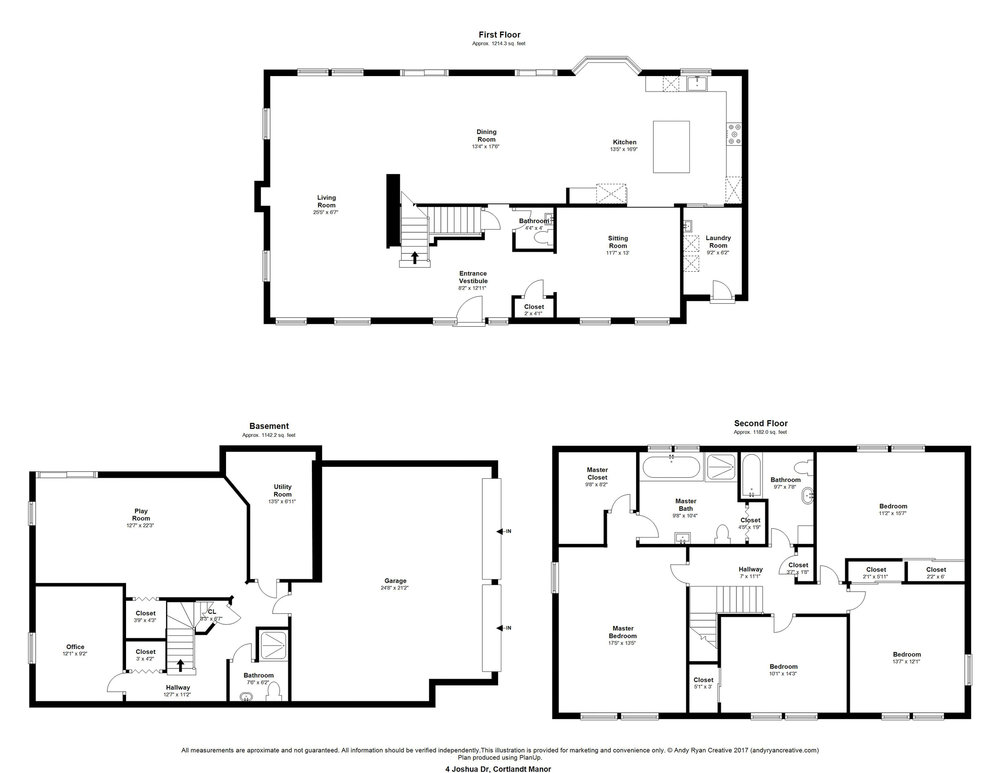 First Floor
Approx. 1214.3 sq. feet
Dining
Room
13'4" x 17'6"
Kitchen
13'5" x 16'9"
Living
Room
25'5" x 6'7"
Bathroom
4'4" x 4'
Sitting
Room
11'7" x 13'
Laundry
Room
9'2" x 6'2"
Entrance
Vestibule
8'2" x 12'11"
Closet
2' x 4'1"
Basement
Approx. 1142.2 sq. feet
Utility
Room
13'5" x 6'11"
Play
Room
12'7" x 22'3"
IN
Garage
24'8" x 21'2"
Closet
3'9" x 4'3"
CL
IN
Office
12'1" x 9'2"
Closet
3' x 4'2"
Bathroom
7'6" x 6'2"
Hallway
12'7" x 11'2"
Second Floor
Approx. 1182.0 sq. feet
Master
Closet
9'8" x 8'2"
Master
Bath
9'8" x 10'4"
Bathroom
9'7" x 7'8"
Closet
4'5" x 1'9"
Bedroom
11'2" x 15'7"
Hallway
7' x 11'1"
Closet
2'7" x 1'8"
Closet
2'1" x 5'11"
Closet
2'2" x 6'
Master
Bedroom
17'5" x 13'5"
Closet
5'1" x 3'
Bedroom
10'1" x 14'3"
Bedroom
13'7" x 12'1"
All measurements are aproximate and not guaranteed. All information should be verified independently.This illustration is provided for marketing and convenience only. © Andy Ryan Creative 2017 (andyryancreative.com)
Plan produced using PlanUp.
4 Joshua Dr, Cortlandt Manor